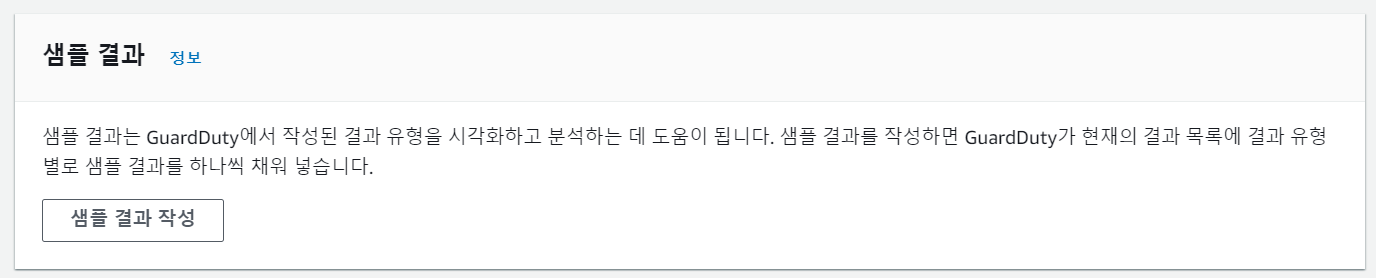 샘플 결과 정보
샘플 결과는 GuardDuty에서 작성된 결과 유형을 시각화하고 분석하는 데 도움이 됩니다. 샘플 결과를 작성하면 GuardDuty가 현재의 결과 목록에 결과 유형
별로 샘플 결과를 하나씩 채워 넣습니다.
샘플 결과 작성